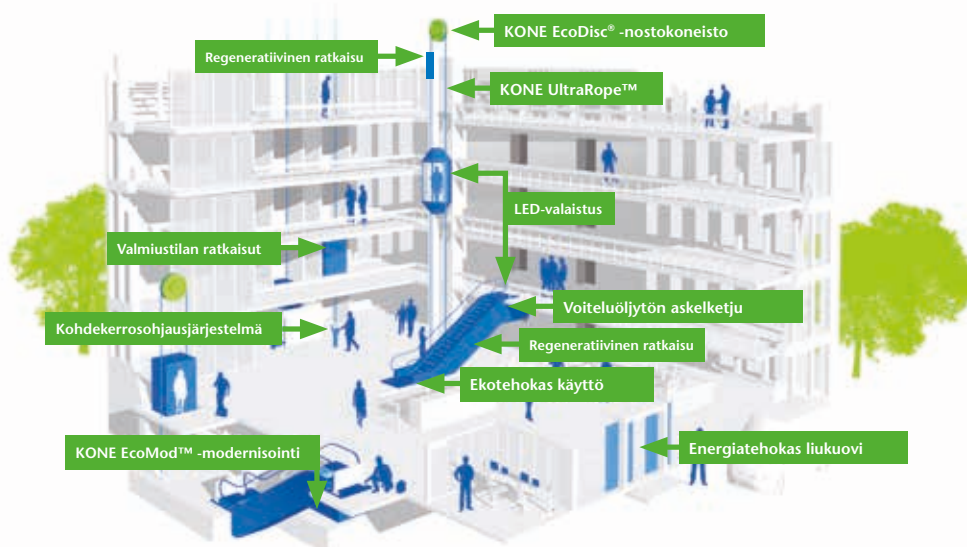 KONE EcoDisc® -nostokoneisto
Regeneratiivinen ratkaisu
KONE UltraRope™
LED-valaistus
Valmiustilan ratkaisut
Voiteluöljytön askelketju
Kohdekerrosohjausjärjestelmä
Regeneratiivinen ratkaisu
Ekotehokas käyttö
KONE EcoMod™ -modernisointi
Energiatehokas liukuovi